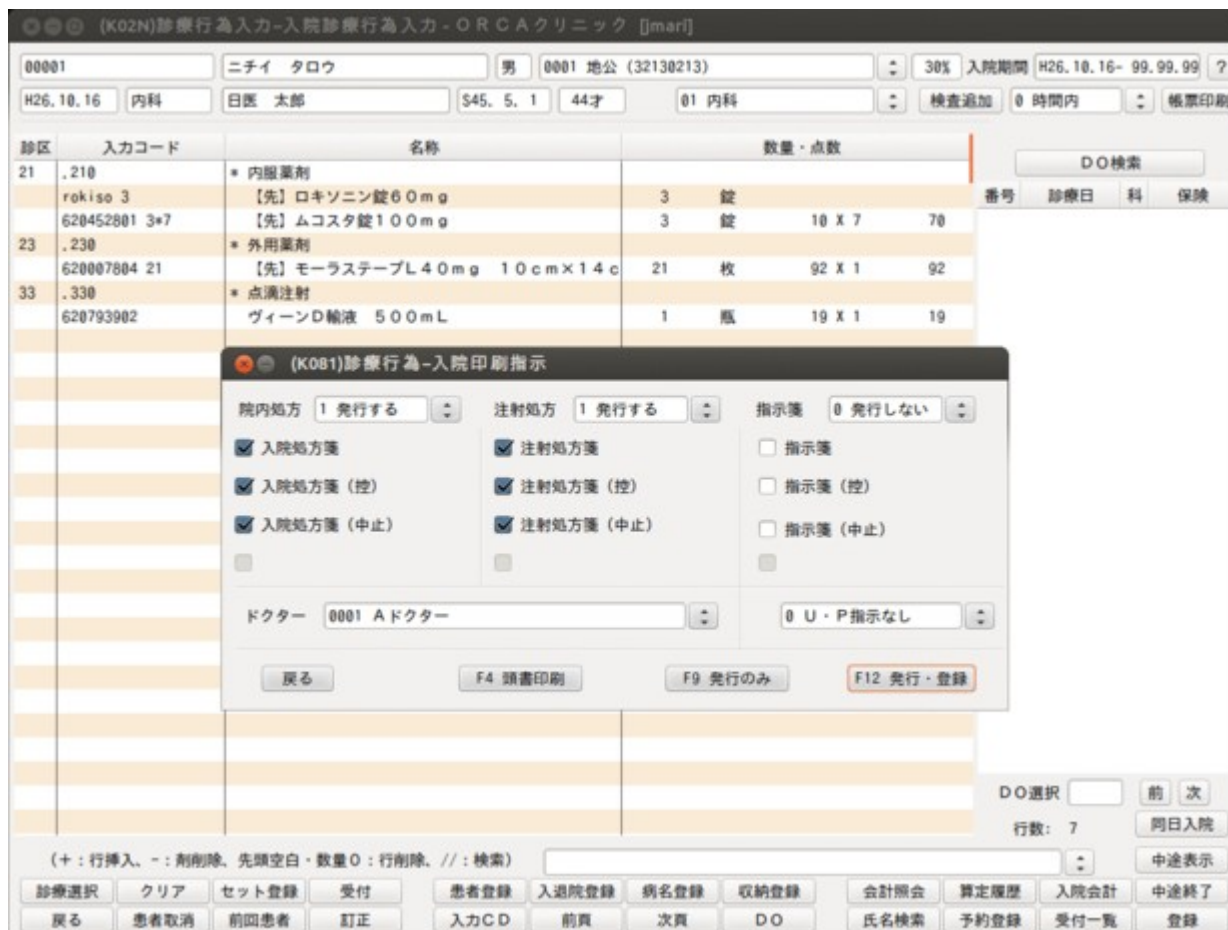 (K02N)診療行為入力-入院診療行為入力-ＯＲＣＡクリニック [jmari]
00001 ニチイ タロウ 男 0001 地公 (32130213) 30% 入院期間 H26.10.16- 99.99.99 ?
H26.10.16 内科 日医 太郎 S45. 5. 1 44才 01 内科 検査追加 0 時間内 帳票印刷
診区 入力コード 名称 数量・点数
DO検索
番号 診療日 科 保険
21 .210 * 内服薬剤
rokiso 3 【先】ロキソニン錠６０ｍｇ 3 錠
620452801 3*7 【先】ムコスタ錠１００ｍｇ 3 錠 10 X 7 70
23 .230 * 外用薬剤
620007804 21 【先】モーラステープＬ４０ｍｇ １０ｃｍ×１４ｃ 21 枚 92 X 1 92
33 .330 * 点滴注射
620793902 ヴィーンＤ輸液 ５００ｍＬ 1 瓶 19 X 1 19
(K081)診療行為-入院印刷指示
院内処方 1 発行する 注射処方 1 発行する 指示箋 0 発行しない
入院処方箋 注射処方箋 指示箋
入院処方箋（控） 注射処方箋（控） 指示箋（控）
入院処方箋（中止） 注射処方箋（中止） 指示箋（中止）
ドクター 0001 Ａドクター 0 Ｕ・Ｐ指示なし
戻る F4 頭書印刷 F9 発行のみ F12 発行・登録
ＤＯ選択 前 次
行数: 7 同日入院
（+：行挿入、-：剤削除、先頭空白・数量０：行削除、//：検索） 中途表示
診療選択 クリア セット登録 受付 患者登録 入退院登録 病名登録 収納登録 会計照会 算定履歴 入院会計 中途終了
戻る 患者取消 前回患者 訂正 入力ＣＤ 前頁 次頁 ＤＯ 氏名検索 予約登録 受付一覧 登録